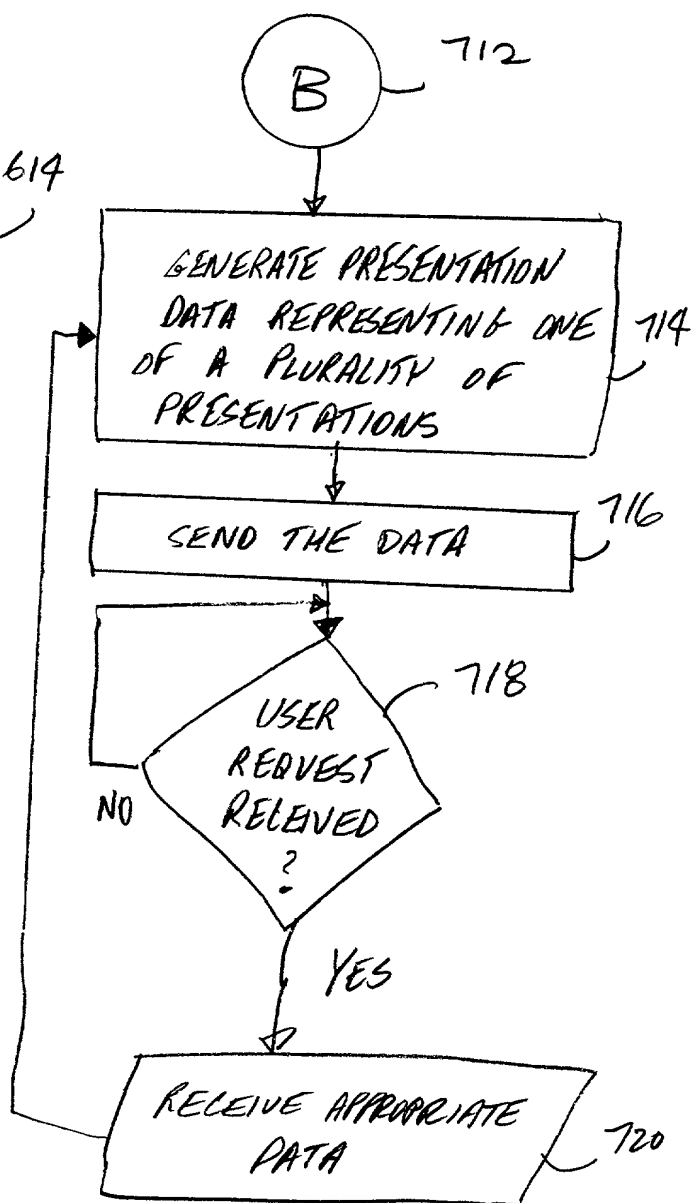 712
B
614
GENERATE PRESENTATION
DATA REPRESENTING ONE
OF A PLURALITY OF
PRESENTATIONS
714
SEND THE DATA
716
718
USER
REQUEST
RECEIVED
?
NO
YES
RECEIVE APPROPRIATE
DATA
720